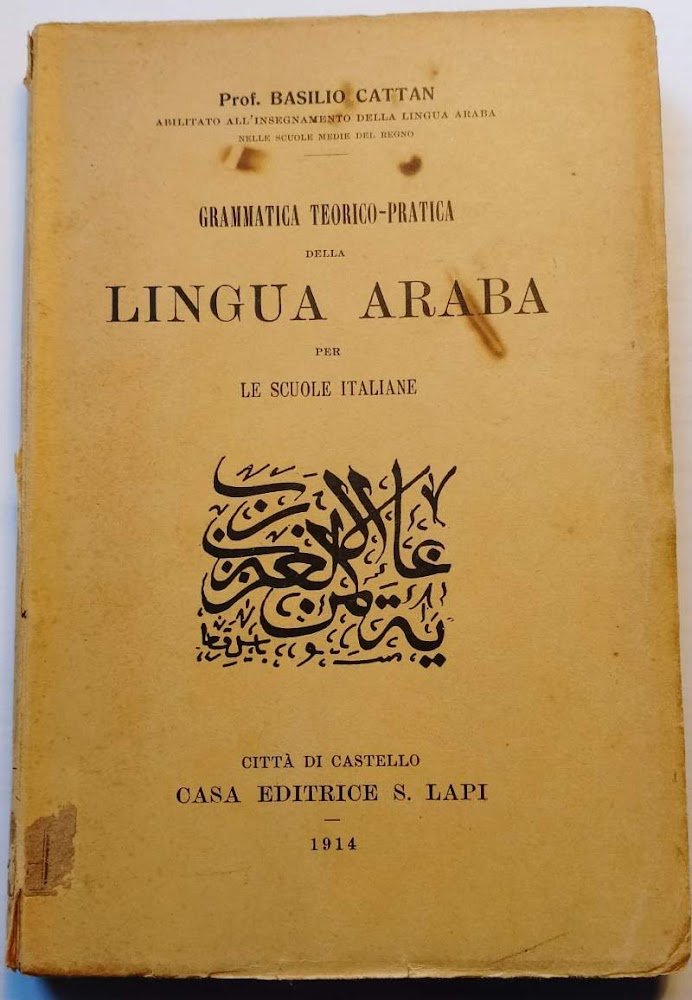 Prof. BASILIO CATTAN
ABILITATO ALL'INSEGNAMENTO DELLA LINGUA ARABA
NELLE SCUOLE MEDIE DEL REGNO
GRAMMATICA TEORICO-PRATICA
DELLA
LINGUA ARABA
PER
LE SCUOLE ITALIANE
CITTÀ DI CASTELLO
CASA EDITRICE S. LAPI
1914